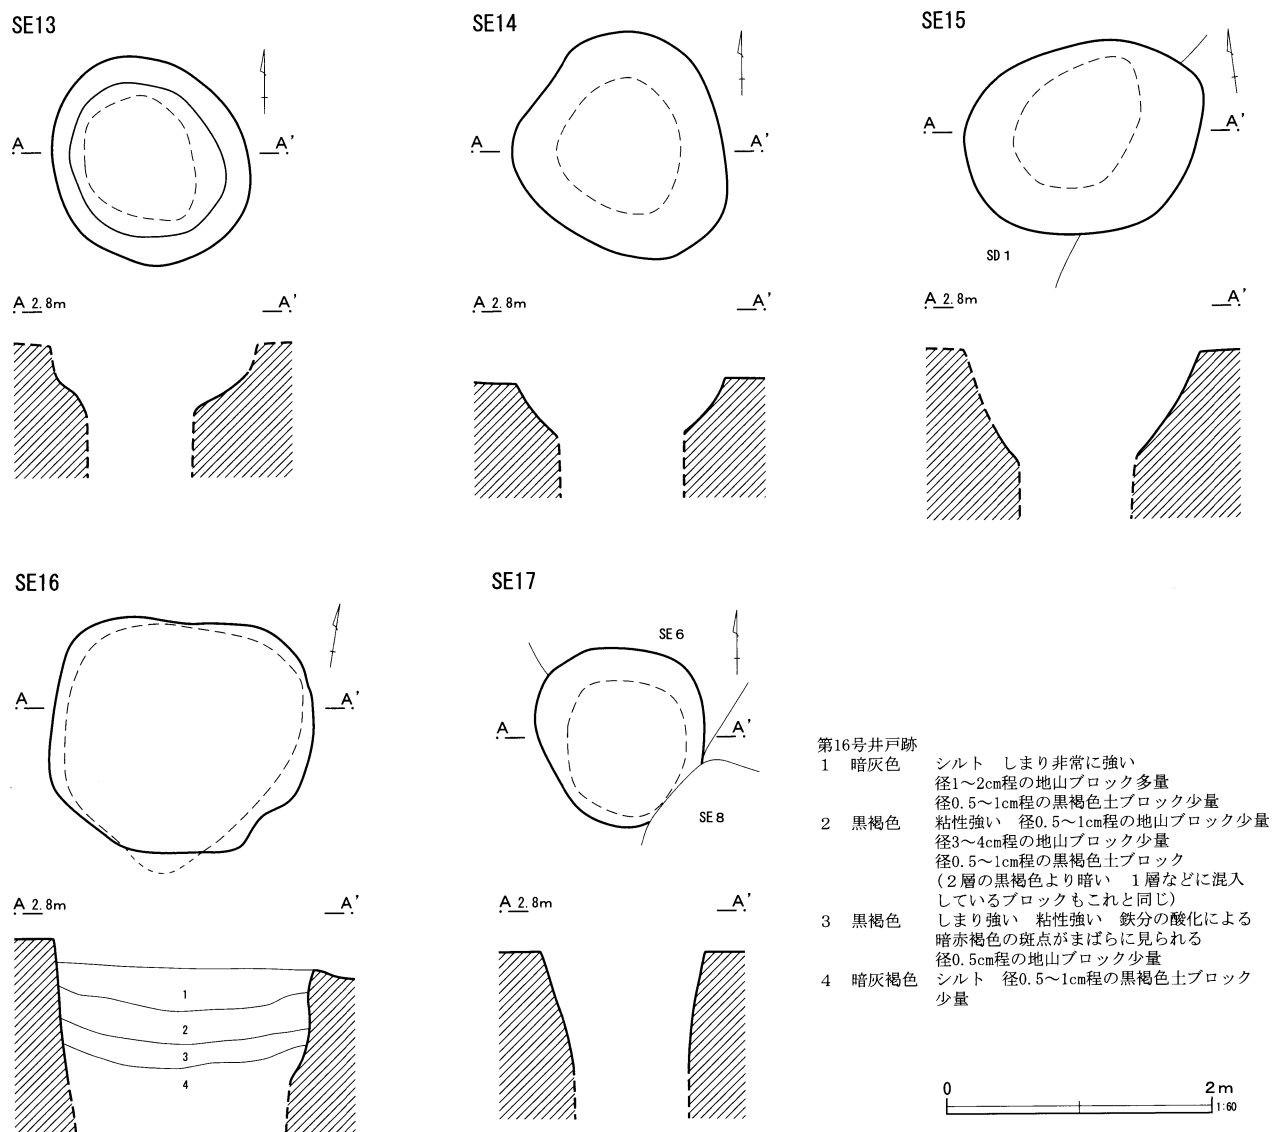 SE13
A A'
A 2.8m A'
SE14
A A'
A 2.8m A'
SE15
A A'
SD1
A 2.8m A'
SE16
A A'
A 2.8m A'
1
2
3
4
SE17
SE6
A A'
SE8
A 2.8m A'
第16号井戸跡
1 暗灰色 シルト しまり非常に強い
径1～2cm程の地山ブロック多量
径0.5～1cm程の黒褐色土ブロック少量
2 黒褐色 粘性強い 径0.5～1cm程の地山ブロック少量
径3～4cm程の地山ブロック少量
径0.5～1cm程の黒褐色土ブロック
(2層の黒褐色より暗い 1層などに混入
しているブロックもこれと同じ)
3 黒褐色 しまり強い 粘性強い 鉄分の酸化による
暗赤褐色の斑点がまばらに見られる
径0.5cm程の地山ブロック少量
4 暗灰褐色 シルト 径0.5～1cm程の黒褐色土ブロック
少量
0 2m
1:60